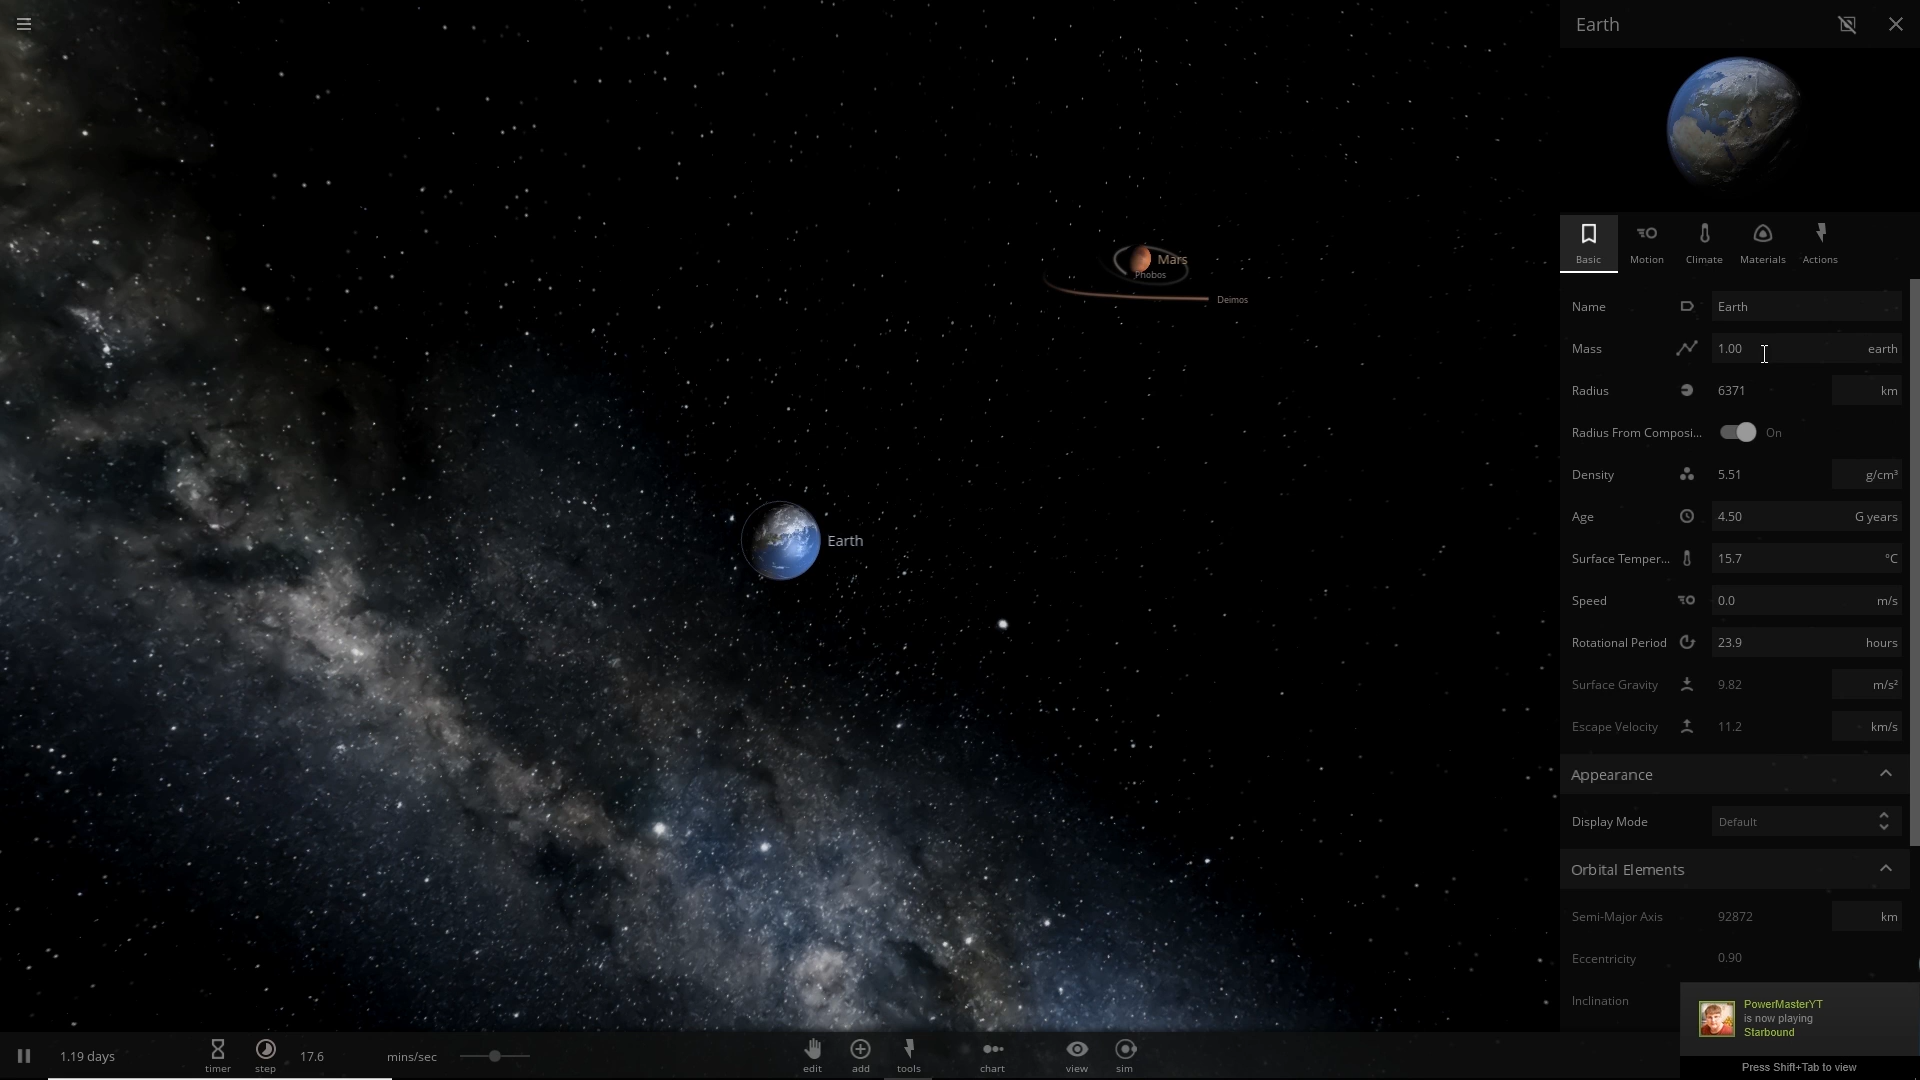 Earth
Mars
Phobos
Deimos
Earth
Basic
Motion
Climate
Materials
Actions
Name Earth
Mass 1.00 earth
Radius 6371 km
Radius From Composi... On
Density 5.51 g/cm³
Age 4.50 G years
Surface Temper... 15.7 °C
Speed 0.0 m/s
Rotational Period 23.9 hours
Surface Gravity 9.82 m/s²
Escape Velocity 11.2 km/s
Appearance
Display Mode Default
Orbital Elements
Semi-Major Axis 92872 km
Eccentricity 0.90
Inclination
PowerMasterYT
is now playing
Starbound
Press Shift+Tab to view
1.19 days
timer
step
17.6 mins/sec
edit
add
tools
chart
view
sim